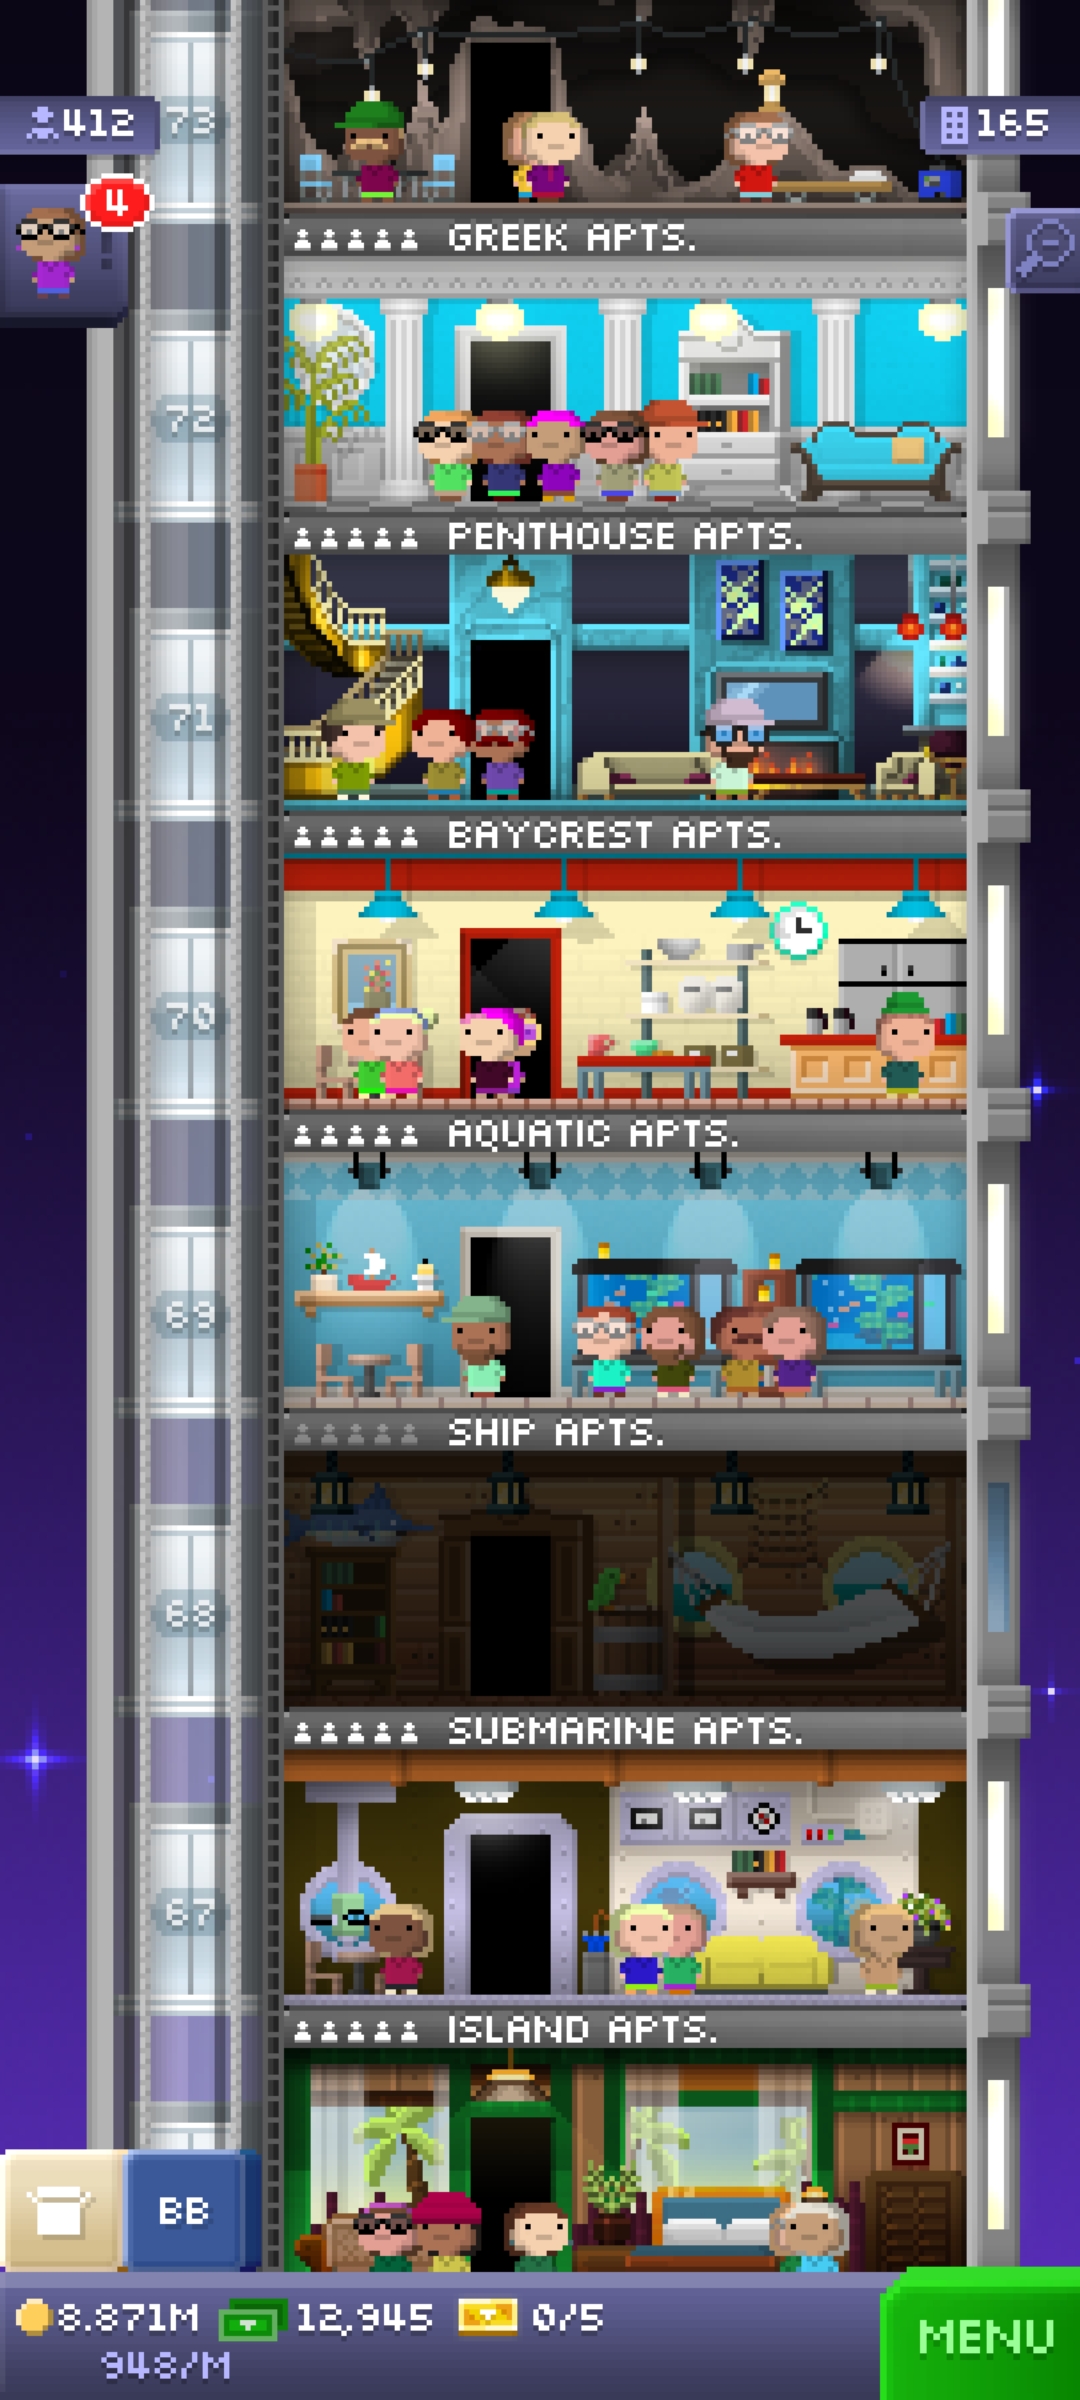 412
73
165
4
GREEK APTS.
72
PENTHOUSE APTS.
71
BAYCREST APTS.
70
AQUATIC APTS.
69
SHIP APTS.
68
SUBMARINE APTS.
67
ISLAND APTS.
BB
8.871M 12,945 0/5
948/M
MENU